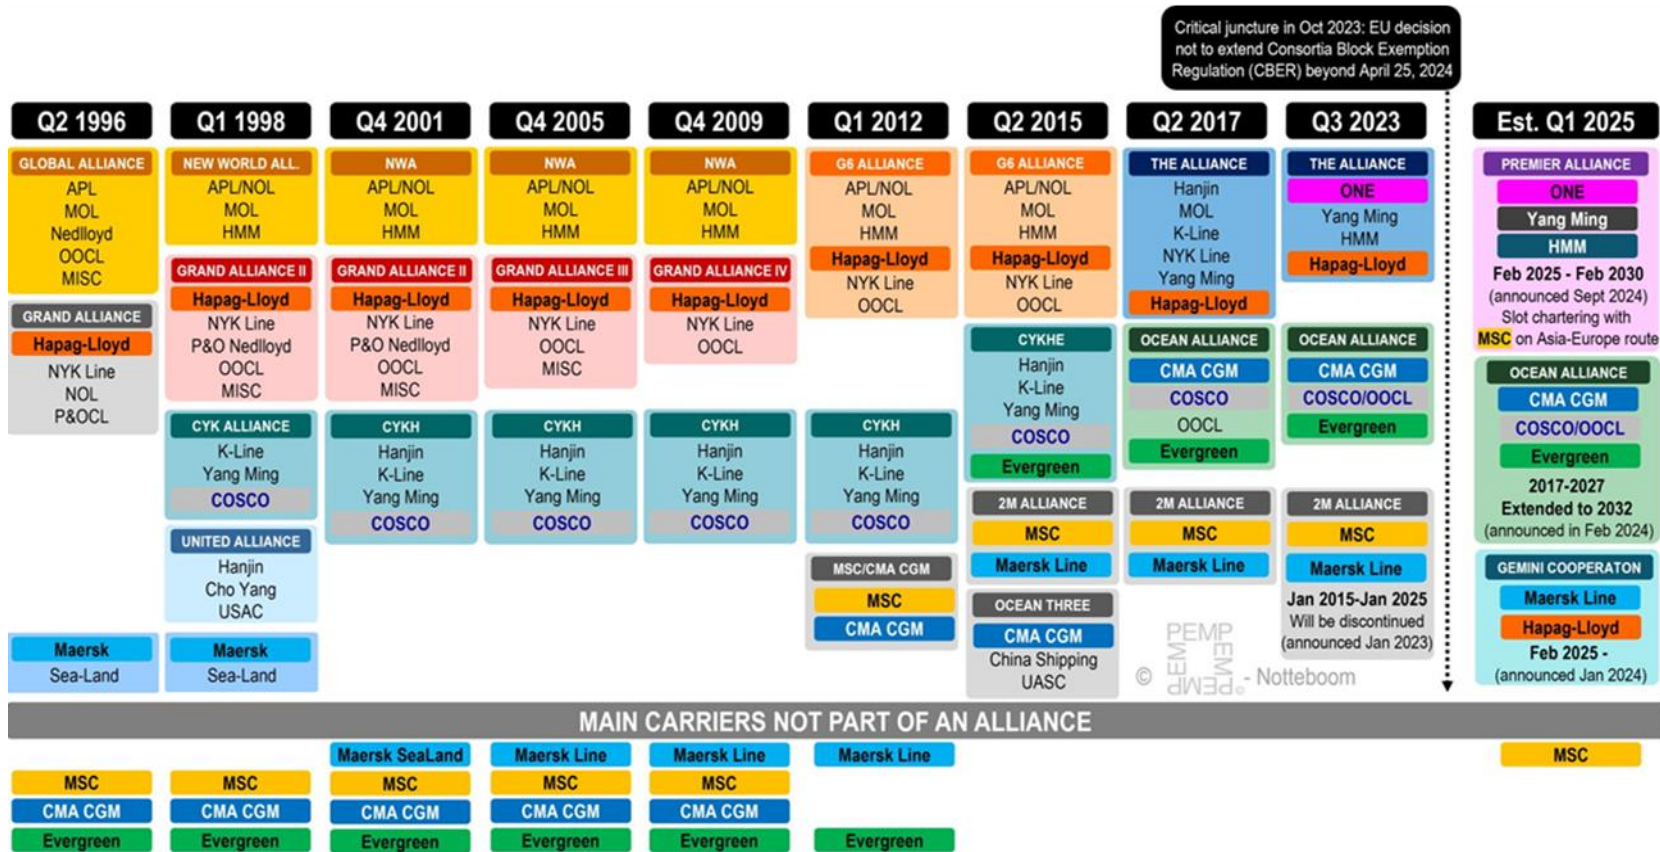 Critical juncture in Oct 2023: EU decision
not to extend Consortia Block Exemption
Regulation (CBER) beyond April 25, 2024
Q2 1996
GLOBAL ALLIANCE
APL
MOL
Nedlloyd
OOCL
MISC
GRAND ALLIANCE
Hapag-Lloyd
NYK Line
NOL
P&OCL
Maersk
Sea-Land
Q1 1998
NEW WORLD ALL.
APL/NOL
MOL
HMM
GRAND ALLIANCE II
Hapag-Lloyd
NYK Line
P&O Nedlloyd
OOCL
MISC
CYK ALLIANCE
K-Line
Yang Ming
COSCO
UNITED ALLIANCE
Hanjin
Cho Yang
USAC
Maersk
Sea-Land
Q4 2001
NWA
APL/NOL
MOL
HMM
GRAND ALLIANCE II
Hapag-Lloyd
NYK Line
P&O Nedlloyd
OOCL
MISC
CYKH
Hanjin
K-Line
Yang Ming
COSCO
Q4 2005
NWA
APL/NOL
MOL
HMM
GRAND ALLIANCE III
Hapag-Lloyd
NYK Line
OOCL
MISC
CYKH
Hanjin
K-Line
Yang Ming
COSCO
Q4 2009
NWA
APL/NOL
MOL
HMM
GRAND ALLIANCE IV
Hapag-Lloyd
NYK Line
OOCL
CYKH
Hanjin
K-Line
Yang Ming
COSCO
Q1 2012
G6 ALLIANCE
APL/NOL
MOL
HMM
Hapag-Lloyd
NYK Line
OOCL
CYKH
Hanjin
K-Line
Yang Ming
COSCO
MSC/CMA CGM
MSC
CMA CGM
Q2 2015
G6 ALLIANCE
APL/NOL
MOL
HMM
Hapag-Lloyd
NYK Line
OOCL
CYKHE
Hanjin
K-Line
Yang Ming
COSCO
Evergreen
2M ALLIANCE
MSC
Maersk Line
OCEAN THREE
CMA CGM
China Shipping
UASC
Q2 2017
THE ALLIANCE
Hanjin
MOL
K-Line
NYK Line
Yang Ming
Hapag-Lloyd
OCEAN ALLIANCE
CMA CGM
COSCO
OOCL
Evergreen
2M ALLIANCE
MSC
Maersk Line
Q3 2023
THE ALLIANCE
ONE
Yang Ming
HMM
Hapag-Lloyd
OCEAN ALLIANCE
CMA CGM
COSCO/OOCL
Evergreen
2M ALLIANCE
MSC
Maersk Line
Jan 2015-Jan 2025
Will be discontinued
(announced Jan 2023)
© PEMP PEMP PEMP PEMP - Notteboom
Est. Q1 2025
PREMIER ALLIANCE
ONE
Yang Ming
HMM
Feb 2025 - Feb 2030
(announced Sept 2024)
Slot chartering with
MSC on Asia-Europe route
OCEAN ALLIANCE
CMA CGM
COSCO/OOCL
Evergreen
2017-2027
Extended to 2032
(announced in Feb 2024)
GEMINI COOPERATON
Maersk Line
Hapag-Lloyd
Feb 2025 -
(announced Jan 2024)
MAIN CARRIERS NOT PART OF AN ALLIANCE
MSC
CMA CGM
Evergreen
MSC
CMA CGM
Evergreen
Maersk SeaLand
MSC
CMA CGM
Evergreen
Maersk Line
MSC
CMA CGM
Evergreen
Maersk Line
MSC
CMA CGM
Evergreen
Maersk Line
Evergreen
MSC